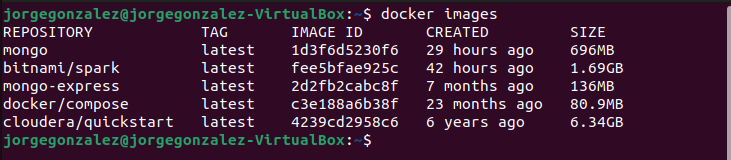 jorgegonzalez@jorgegonzalez-VirtualBox:~$ docker images
REPOSITORY TAG IMAGE ID CREATED SIZE
mongo latest 1d3f6d5230f6 29 hours ago 696MB
bitnami/spark latest fee5bfae925c 42 hours ago 1.69GB
mongo-express latest 2d2fb2cabc8f 7 months ago 136MB
docker/compose latest c3e188a6b38f 23 months ago 80.9MB
cloudera/quickstart latest 4239cd2958c6 6 years ago 6.34GB
jorgegonzalez@jorgegonzalez-VirtualBox:~$